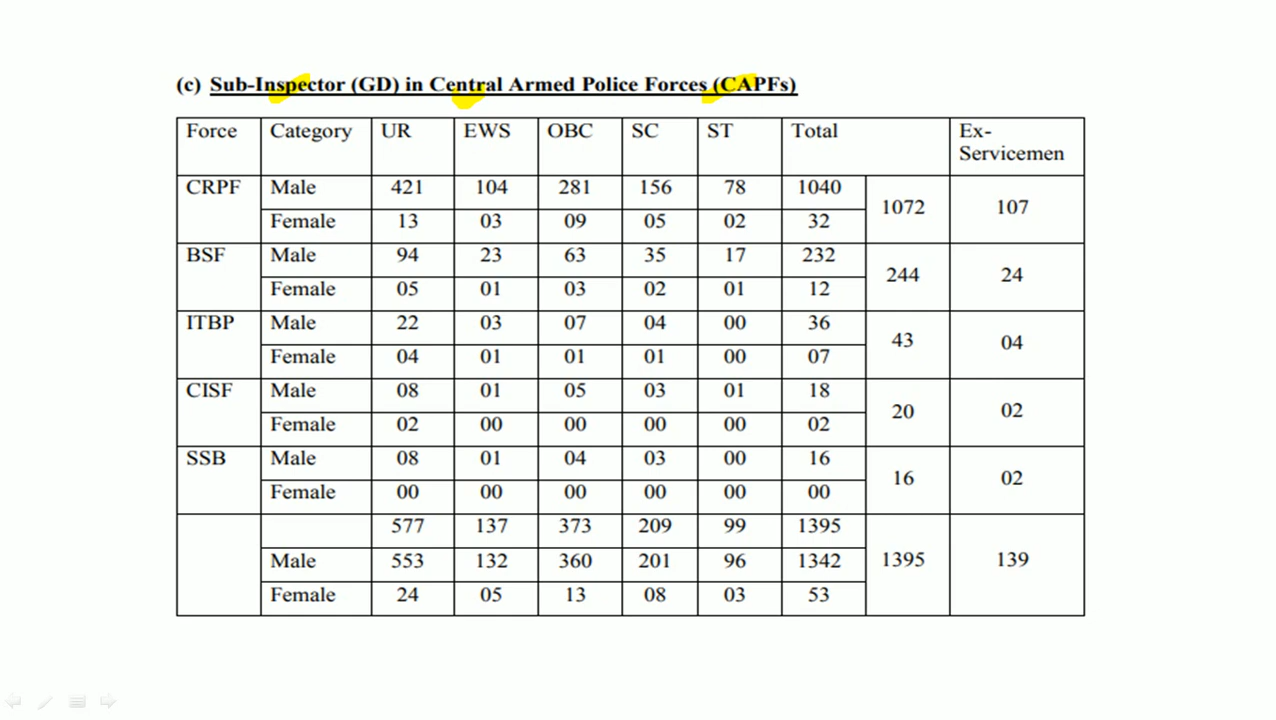 (c) Sub-Inspector (GD) in Central Armed Police Forces (CAPFs)
Force Category UR EWS OBC SC ST Total Ex-
Servicemen
CRPF Male 421 104 281 156 78 1040
1072 107
Female 13 03 09 05 02 32
BSF Male 94 23 63 35 17 232
244 24
Female 05 01 03 02 01 12
ITBP Male 22 03 07 04 00 36
43 04
Female 04 01 01 01 00 07
CISF Male 08 01 05 03 01 18
20 02
Female 02 00 00 00 00 02
SSB Male 08 01 04 03 00 16
16 02
Female 00 00 00 00 00 00
577 137 373 209 99 1395
Male 553 132 360 201 96 1342 1395 139
Female 24 05 13 08 03 53